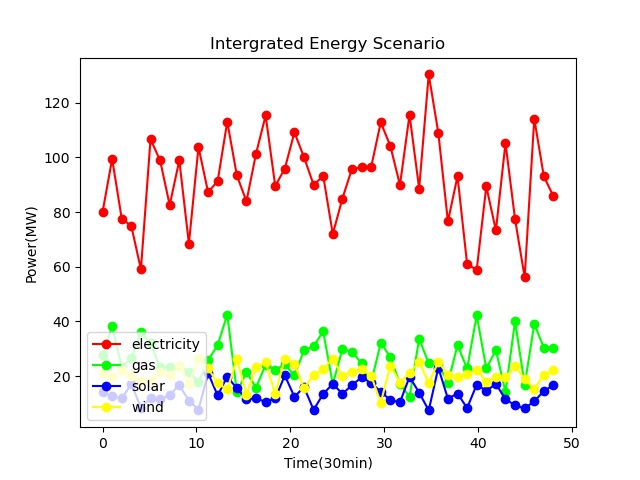 Intergrated Energy Scenario
Power(MW)
120
100
80
60
40
20
electricity
gas
solar
wind
0
10
20
30
40
50
Time(30min)